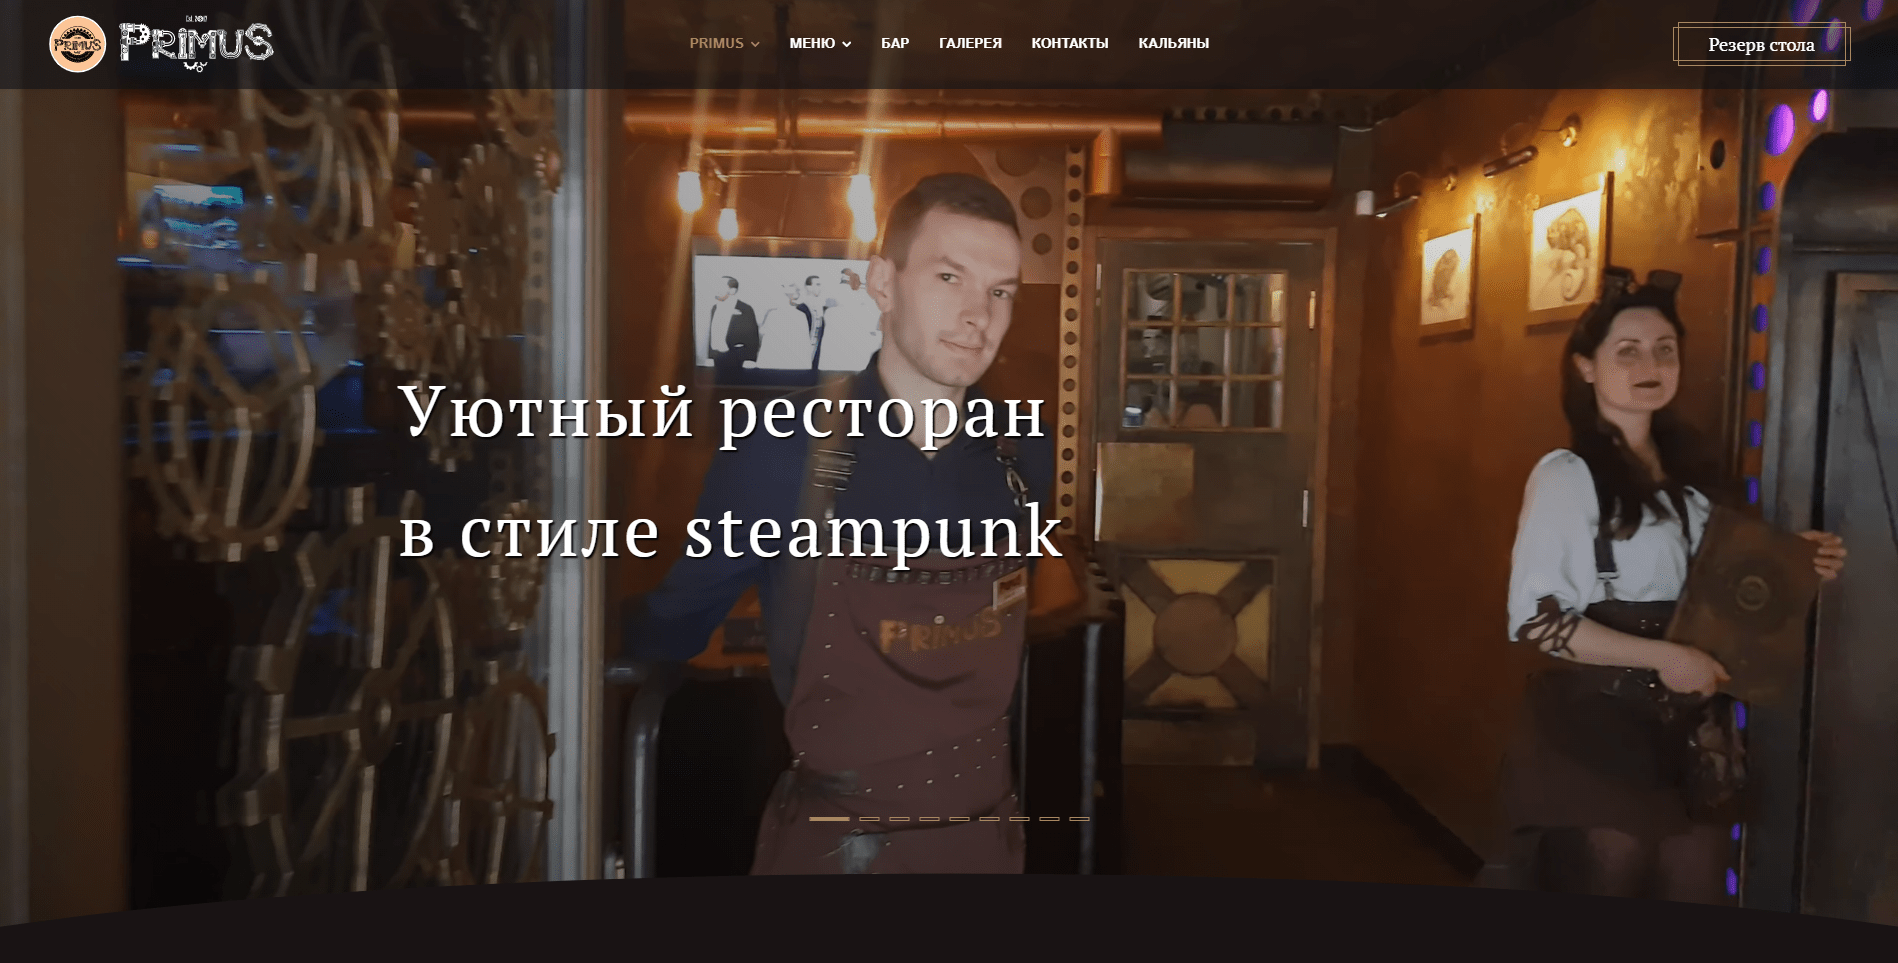 PRIMUS
PRIMUS
PRIMUS
МЕНЮ
БАР
ГАЛЕРЕЯ
КОНТАКТЫ
КАЛЬЯНЫ
Резерв стола
Уютный ресторан
в стиле steampunk
PRIMUS